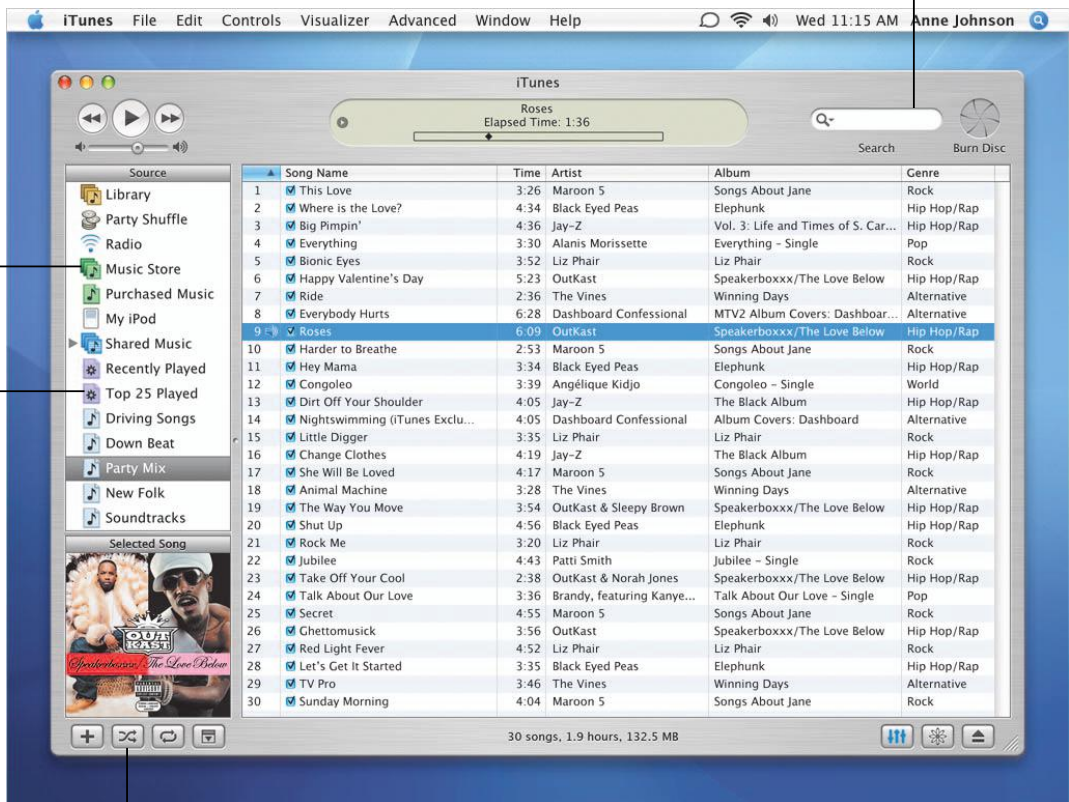 iTunes File Edit Controls Visualizer Advanced Window Help Wed 11:15 AM Anne Johnson
iTunes
Roses
Elapsed Time: 1:36
Search
Burn Disc
Source
Library
Party Shuffle
Radio
Music Store
Purchased Music
My iPod
Shared Music
Recently Played
Top 25 Played
Driving Songs
Down Beat
Party Mix
New Folk
Soundtracks
Selected Song
OUTKAST
Speakerboxxx/The Love Below
Song Name Time Artist Album Genre
1 This Love 3:26 Maroon 5 Songs About Jane Rock
2 Where is the Love? 4:34 Black Eyed Peas Elephunk Hip Hop/Rap
3 Big Pimpin' 4:36 Jay-Z Vol. 3: Life and Times of S. Car... Hip Hop/Rap
4 Everything 3:30 Alanis Morissette Everything – Single Pop
5 Bionic Eyes 3:52 Liz Phair Liz Phair Rock
6 Happy Valentine's Day 5:23 OutKast Speakerboxxx/The Love Below Hip Hop/Rap
7 Ride 2:36 The Vines Winning Days Alternative
8 Everybody Hurts 6:28 Dashboard Confessional MTV2 Album Covers: Dashboar... Alternative
9 Roses 6:09 OutKast Speakerboxxx/The Love Below Hip Hop/Rap
10 Harder to Breathe 2:53 Maroon 5 Songs About Jane Rock
11 Hey Mama 3:34 Black Eyed Peas Elephunk Hip Hop/Rap
12 Congoleo 3:39 Angélique Kidjo Congoleo – Single World
13 Dirt Off Your Shoulder 4:05 Jay-Z The Black Album Hip Hop/Rap
14 Nightswimming (iTunes Exclu... 4:05 Dashboard Confessional Album Covers: Dashboard Alternative
15 Little Digger 3:35 Liz Phair Liz Phair Rock
16 Change Clothes 4:19 Jay-Z The Black Album Hip Hop/Rap
17 She Will Be Loved 4:17 Maroon 5 Songs About Jane Rock
18 Animal Machine 3:28 The Vines Winning Days Alternative
19 The Way You Move 3:54 OutKast & Sleepy Brown Speakerboxxx/The Love Below Hip Hop/Rap
20 Shut Up 4:56 Black Eyed Peas Elephunk Hip Hop/Rap
21 Rock Me 3:20 Liz Phair Liz Phair Rock
22 Jubilee 4:43 Patti Smith Jubilee – Single Rock
23 Take Off Your Cool 2:38 OutKast & Norah Jones Speakerboxxx/The Love Below Hip Hop/Rap
24 Talk About Our Love 3:36 Brandy, featuring Kanye... Talk About Our Love – Single Pop
25 Secret 4:55 Maroon 5 Songs About Jane Rock
26 Ghettomusick 3:56 OutKast Speakerboxxx/The Love Below Hip Hop/Rap
27 Red Light Fever 4:52 Liz Phair Liz Phair Rock
28 Let's Get It Started 3:35 Black Eyed Peas Elephunk Hip Hop/Rap
29 TV Pro 3:46 The Vines Winning Days Alternative
30 Sunday Morning 4:04 Maroon 5 Songs About Jane Rock
30 songs, 1.9 hours, 132.5 MB